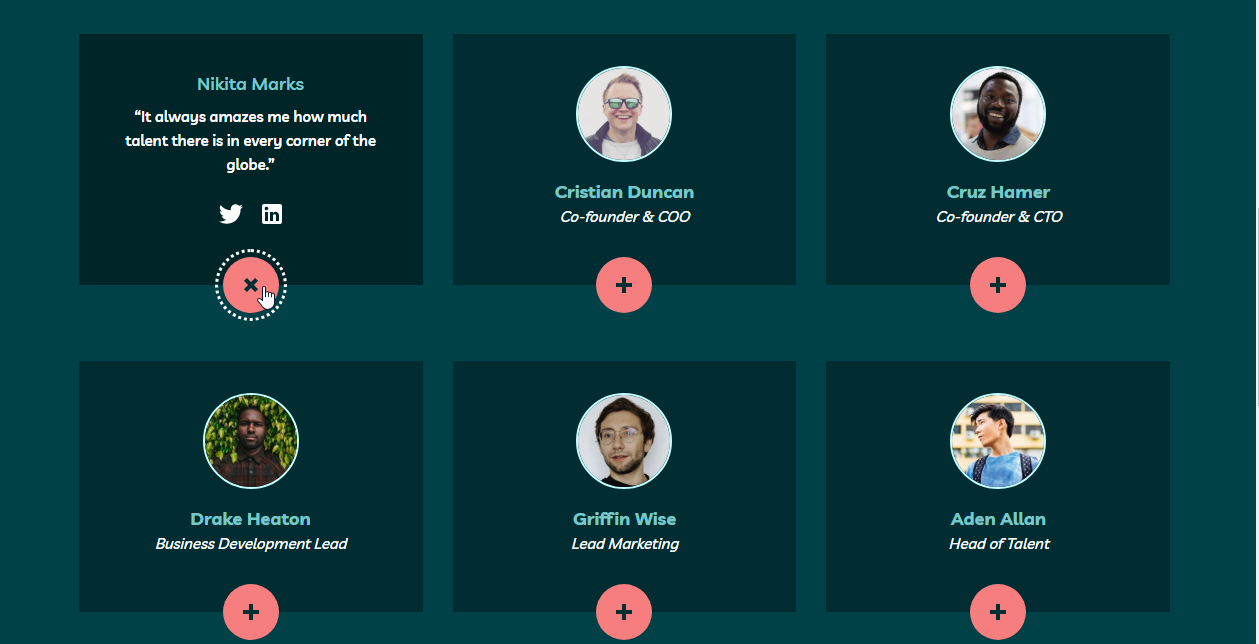 Nikita Marks
“It always amazes me how much
talent there is in every corner of the
globe.”
Cristian Duncan
Co-founder & COO
Cruz Hamer
Co-founder & CTO
Drake Heaton
Business Development Lead
Griffin Wise
Lead Marketing
Aden Allan
Head of Talent